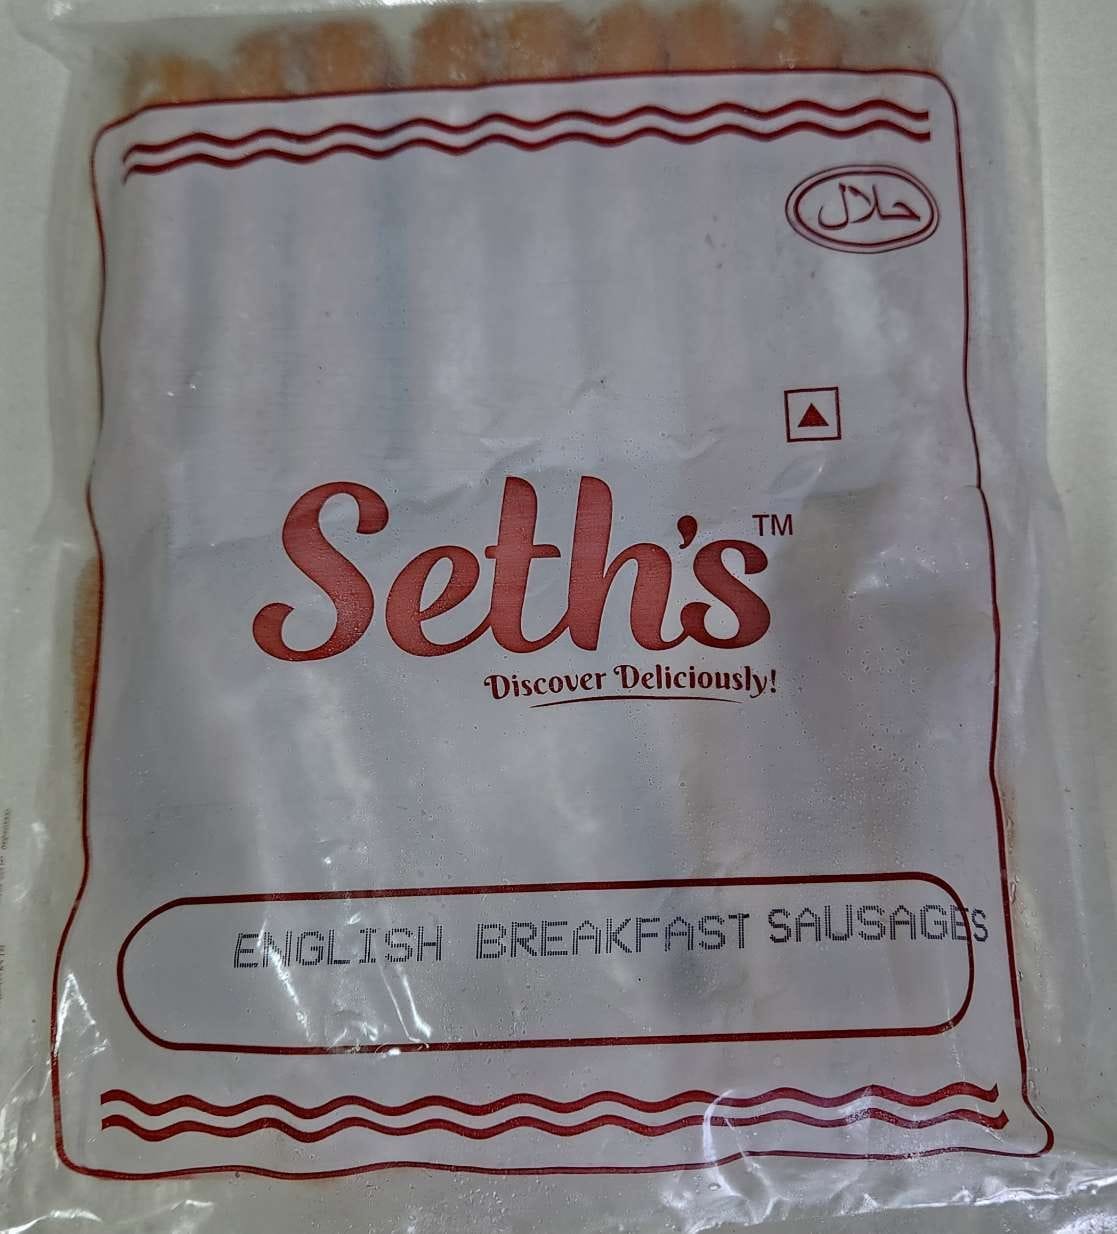 حلال
Seth's™
Discover Deliciously!
ENGLISH BREAKFAST SAUSAGES